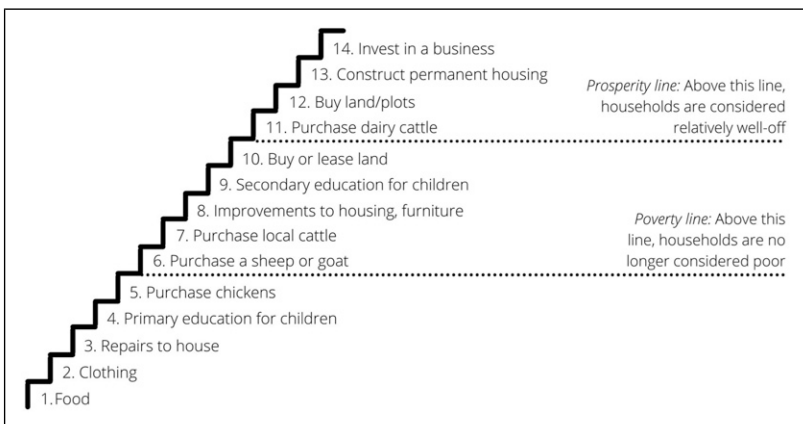 14. Invest in a business
13. Construct permanent housing
12. Buy land/plots
11. Purchase dairy cattle
Prosperity line: Above this line,
households are considered
relatively well-off
10. Buy or lease land
9. Secondary education for children
8. Improvements to housing, furniture
7. Purchase local cattle
6. Purchase a sheep or goat
Poverty line: Above this
line, households are no
longer considered poor
5. Purchase chickens
4. Primary education for children
3. Repairs to house
2. Clothing
1.Food